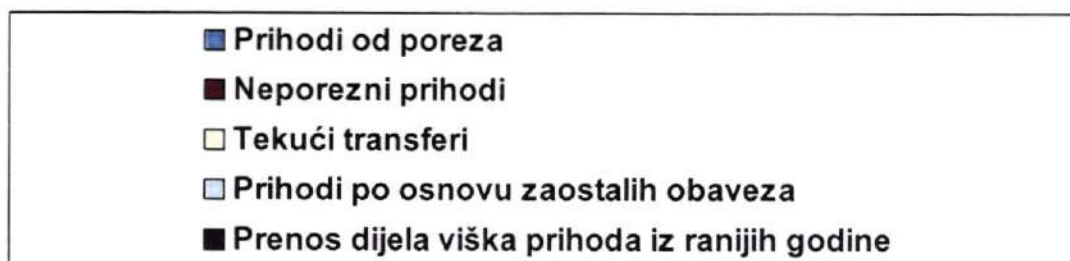 Prihodi od poreza
Neporezni prihodi
Tekući transferi
Prihodi po osnovu zaostalih obaveza
Prenos dijela viška prihoda iz ranijih godine